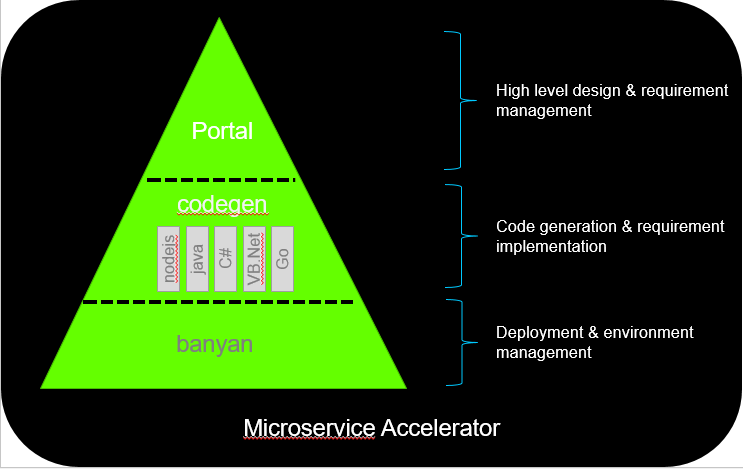 Portal
High level design & requirement
management
codegen
nodejs
java
C#
VB.Net
Go
Code generation & requirement
implementation
banyan
Deployment & environment
management
Microservice Accelerator